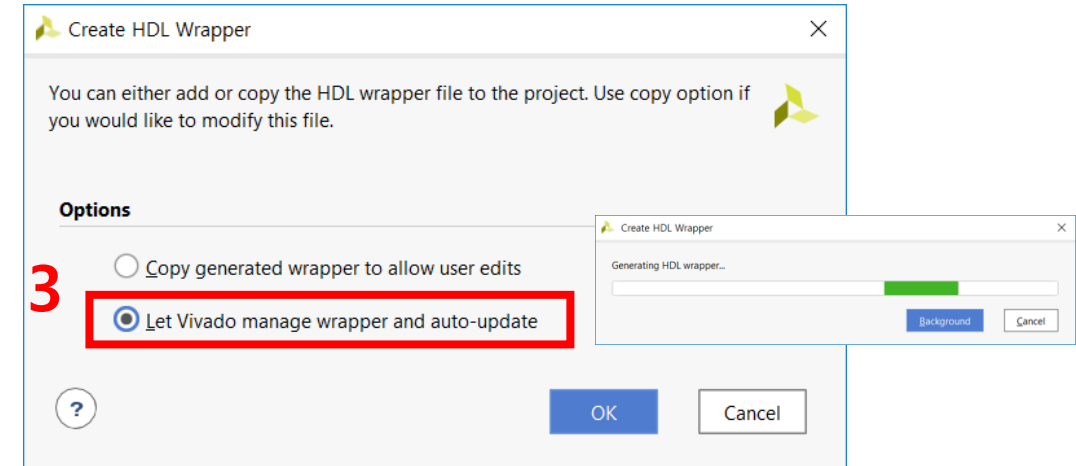 Create HDL Wrapper
You can either add or copy the HDL wrapper file to the project. Use copy option if
you would like to modify this file.
Options
3
Copy generated wrapper to allow user edits
Let Vivado manage wrapper and auto-update
?
OK
Cancel
Create HDL Wrapper
Generating HDL wrapper...
Background
Cancel